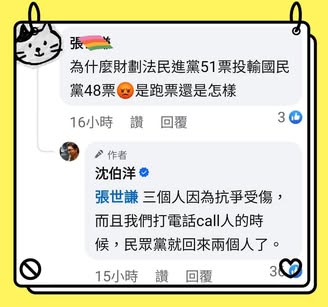 張
為什麼財劃法民進黨51票投輸國民
黨48票😡是跑票還是怎樣
16小時 讚 回覆 3
作者
沈伯洋
張世謙 三個人因為抗爭受傷，
而且我們打電話call人的時
候，民眾黨就回來兩個人了。
15小時 讚 回覆